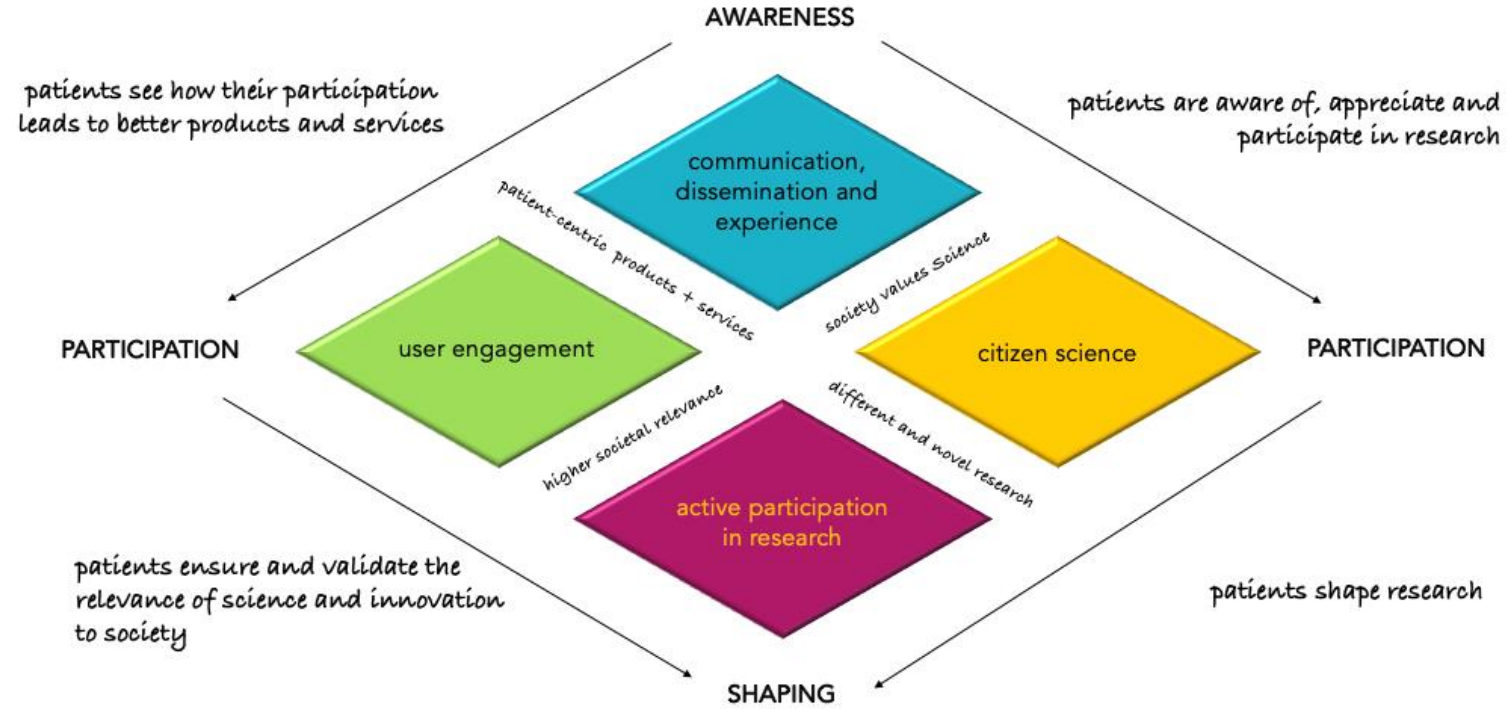 AWARENESS
patients see how their participation
leads to better products and services
patients are aware of, appreciate and
participate in research
communication,
dissemination and
experience
patient-centric products + services
society values Science
PARTICIPATION
user engagement
citizen science
PARTICIPATION
higher societal relevance
different and novel research
active participation
in research
patients ensure and validate the
relevance of science and innovation
to society
patients shape research
SHAPING